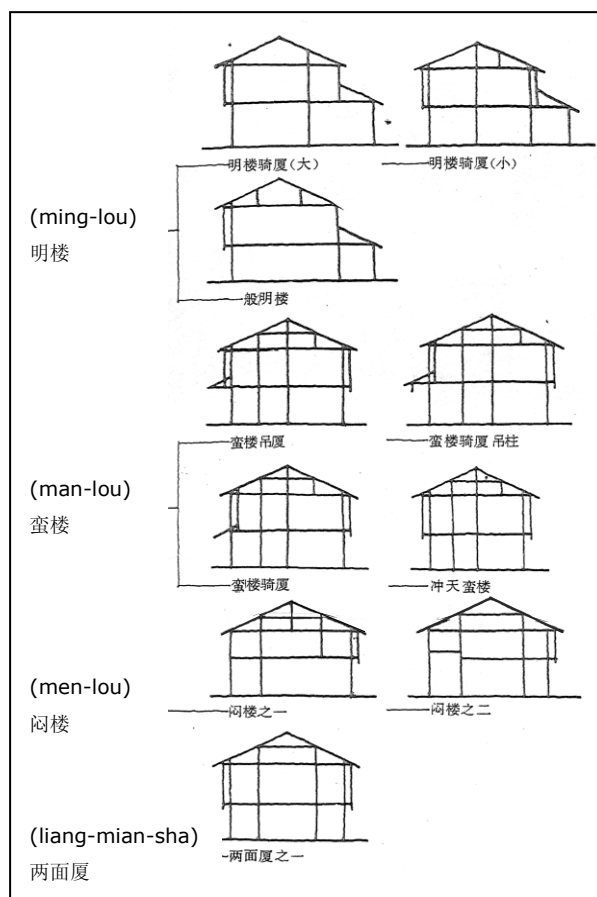 明楼骑厦(大)
明楼骑厦(小)
(ming-lou)
明楼
一般明楼
蛮楼吊厦
蛮楼骑厦吊柱
(man-lou)
蛮楼
蛮楼骑厦
冲天蛮楼
闷楼之一
闷楼之二
(men-lou)
闷楼
两面厦之一
(liang-mian-sha)
两面厦